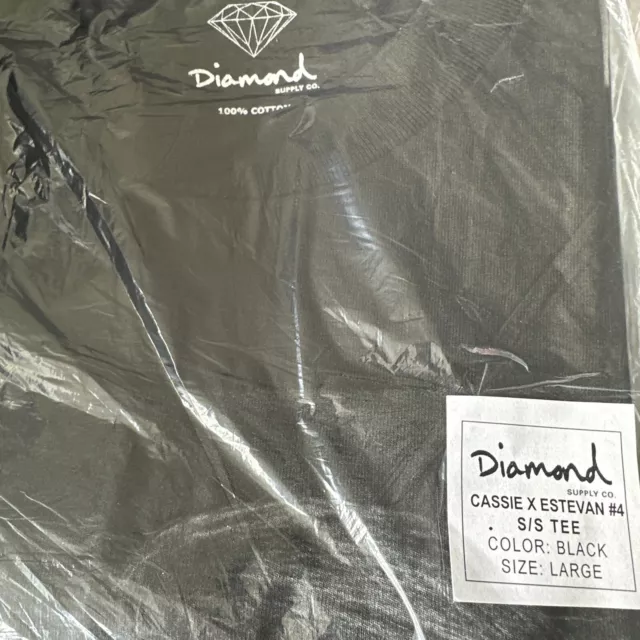 Diamond
SUPPLY CO.
100% COTTON
Diamond
SUPPLY CO.
CASSIE X ESTEVAN #4
S/S TEE
COLOR: BLACK
SIZE: LARGE